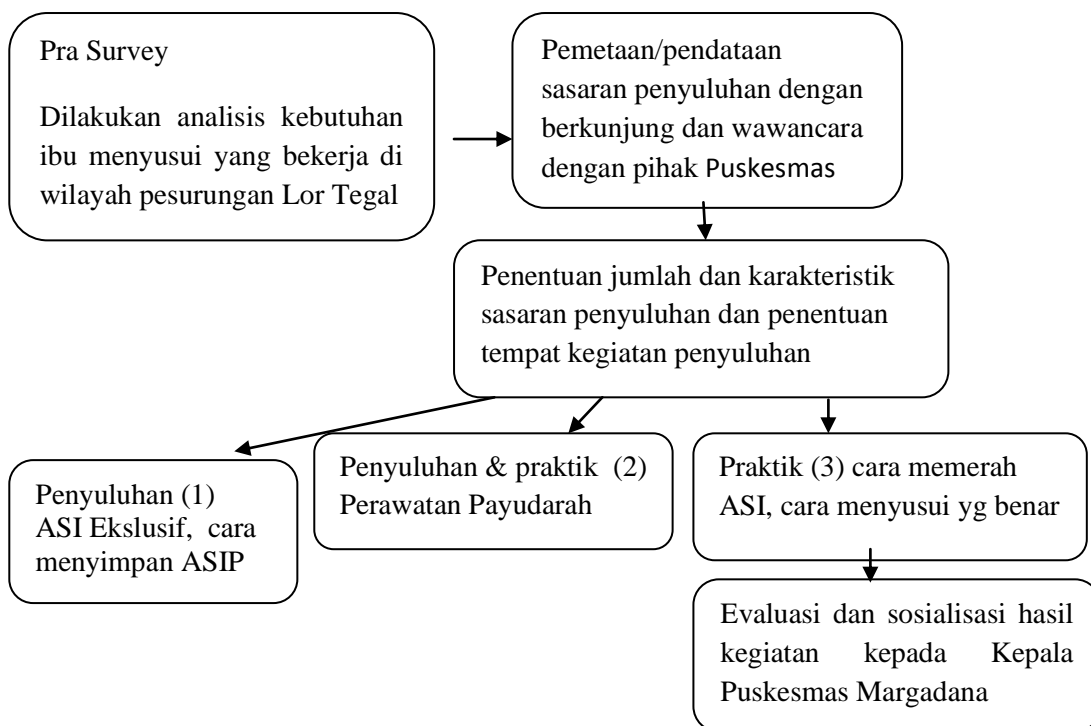 Pra Survey
Dilakukan analisis kebutuhan
ibu menyusui yang bekerja di
wilayah pesurungan Lor Tegal
Pemetaan/pendataan
sasaran penyuluhan dengan
berkunjung dan wawancara
dengan pihak Puskesmas
Penentuan jumlah dan karakteristik
sasaran penyuluhan dan penentuan
tempat kegiatan penyuluhan
Penyuluhan (1)
ASI Ekslusif, cara
menyimpan ASIP
Penyuluhan & praktik (2)
Perawatan Payudarah
Praktik (3) cara memerah
ASI, cara menyusui yg benar
Evaluasi dan sosialisasi hasil
kegiatan kepada Kepala
Puskesmas Margadana